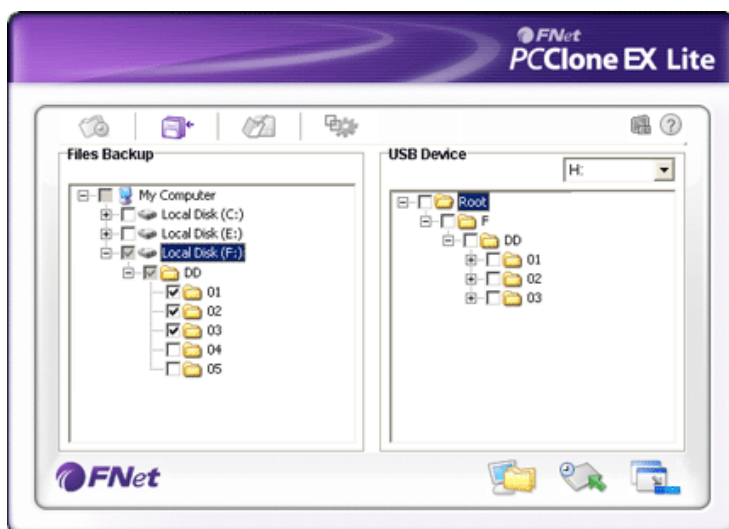 FNet
PCClone EX Lite
Files Backup
My Computer
Local Disk (C:)
Local Disk (E:)
Local Disk (F:)
DD
01
02
03
04
05
USB Device
H:
Root
F
DD
01
02
03
FNet